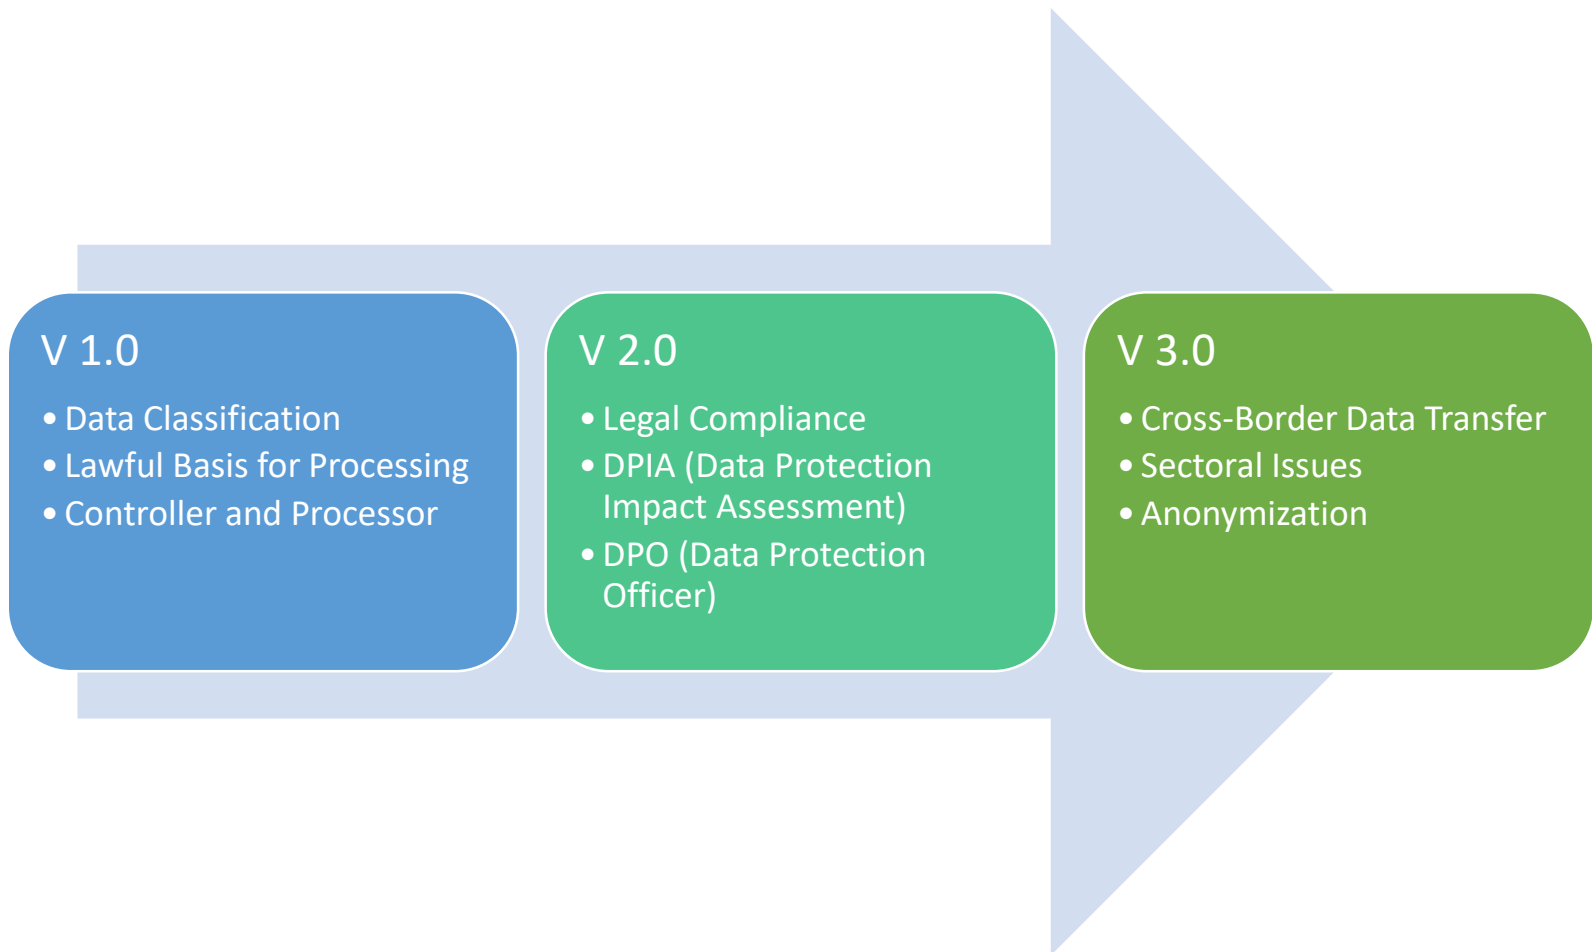 V 1.0
• Data Classification
• Lawful Basis for Processing
• Controller and Processor
V 2.0
• Legal Compliance
• DPIA (Data Protection
Impact Assessment)
• DPO (Data Protection
Officer)
V 3.0
• Cross-Border Data Transfer
• Sectoral Issues
• Anonymization